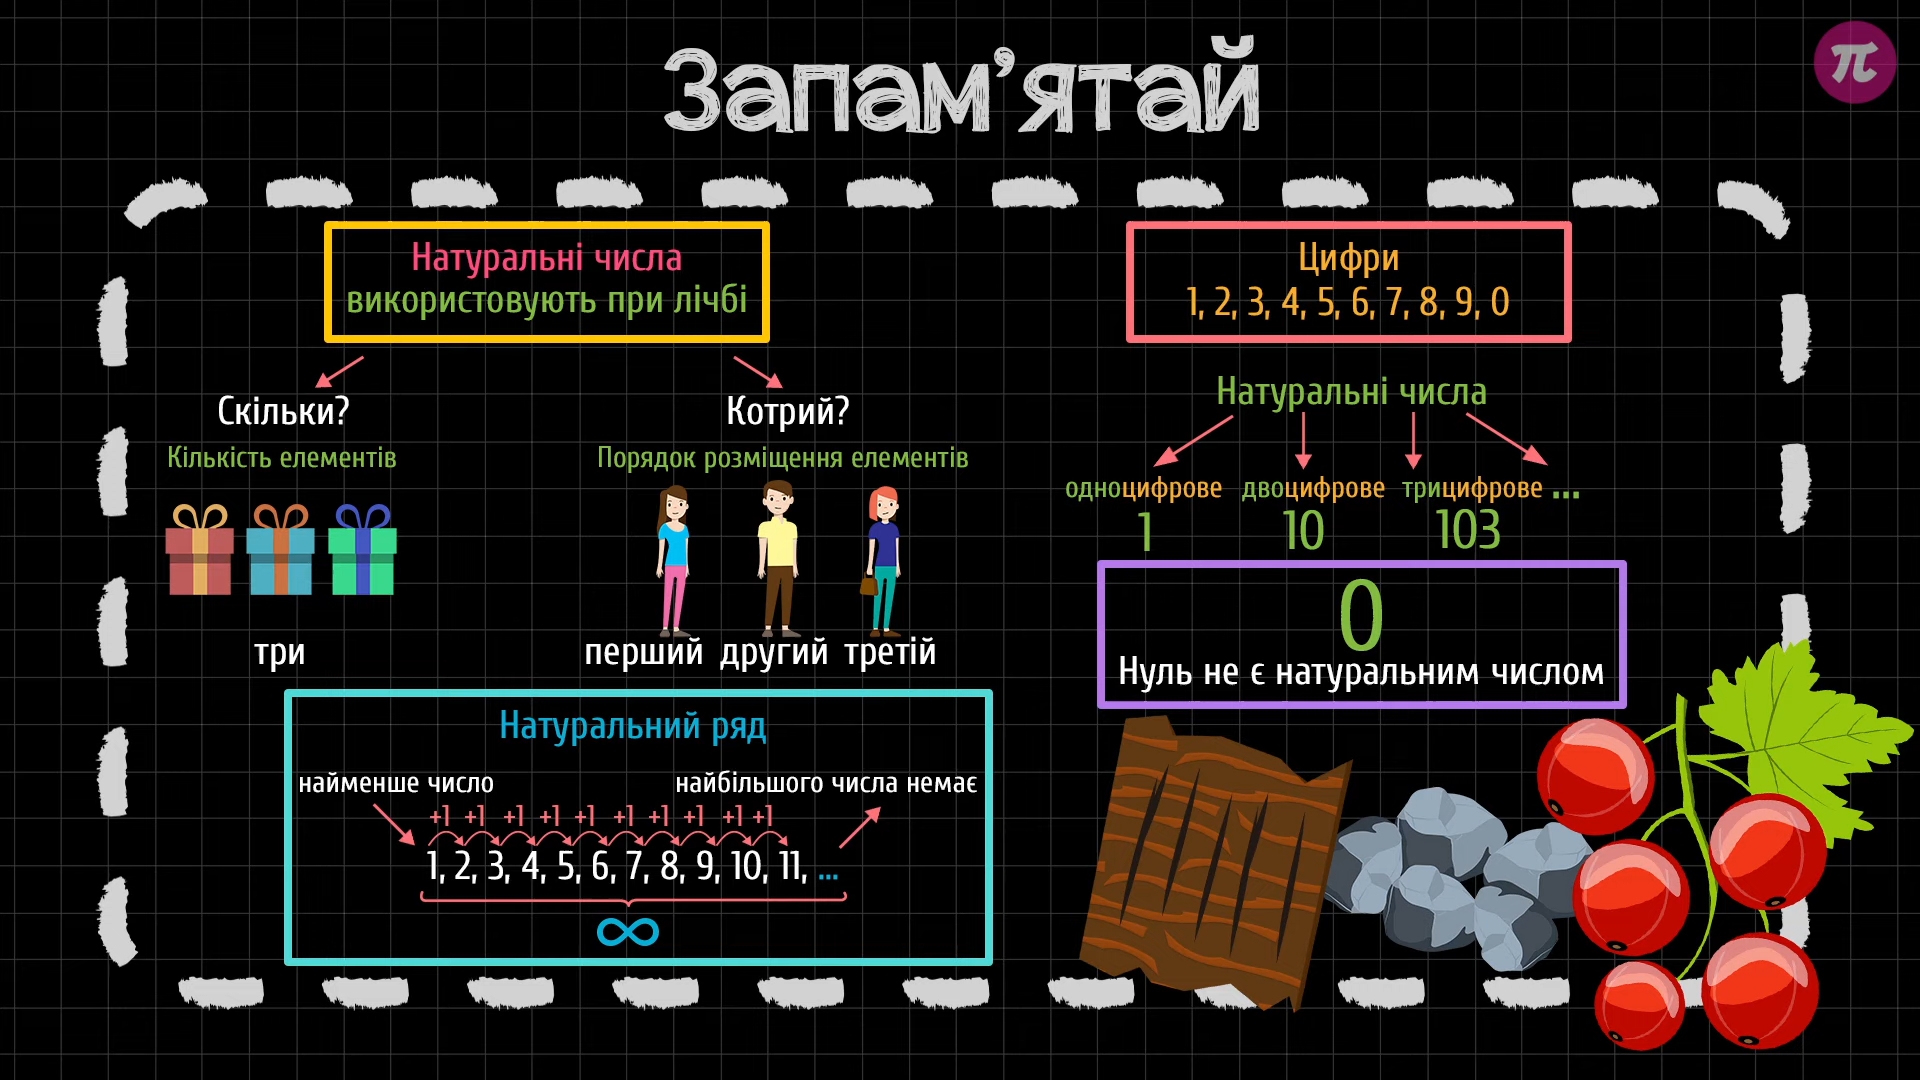 Запам’ятай
π
Натуральні числа
використовують при лічбі
Скільки?
Кількість елементів
три
Котрий?
Порядок розміщення елементів
перший другий третій
Натуральний ряд
найменше число
найбільшого числа немає
+1 +1 +1 +1 +1 +1 +1 +1 +1 +1
1, 2, 3, 4, 5, 6, 7, 8, 9, 10, 11, ...
∞
Цифри
1, 2, 3, 4, 5, 6, 7, 8, 9, 0
Натуральні числа
одноцифрове двоцифрове трицифрове ...
1 10 103
0
Нуль не є натуральним числом